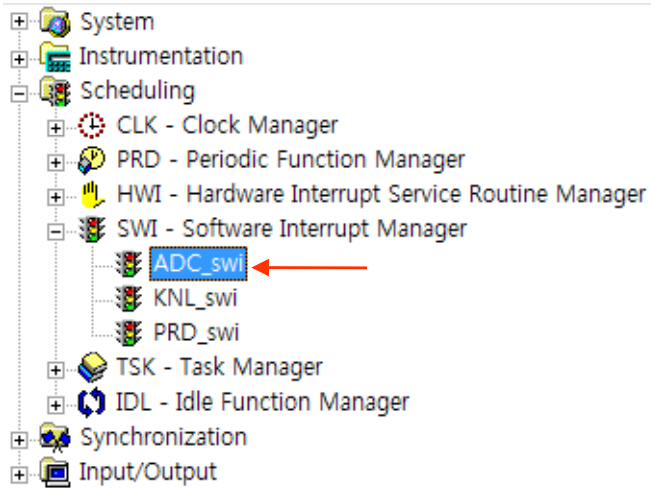 System
Instrumentation
Scheduling
CLK - Clock Manager
PRD - Periodic Function Manager
HWI - Hardware Interrupt Service Routine Manager
SWI - Software Interrupt Manager
ADC_swi
KNL_swi
PRD_swi
TSK - Task Manager
IDL - Idle Function Manager
Synchronization
Input/Output